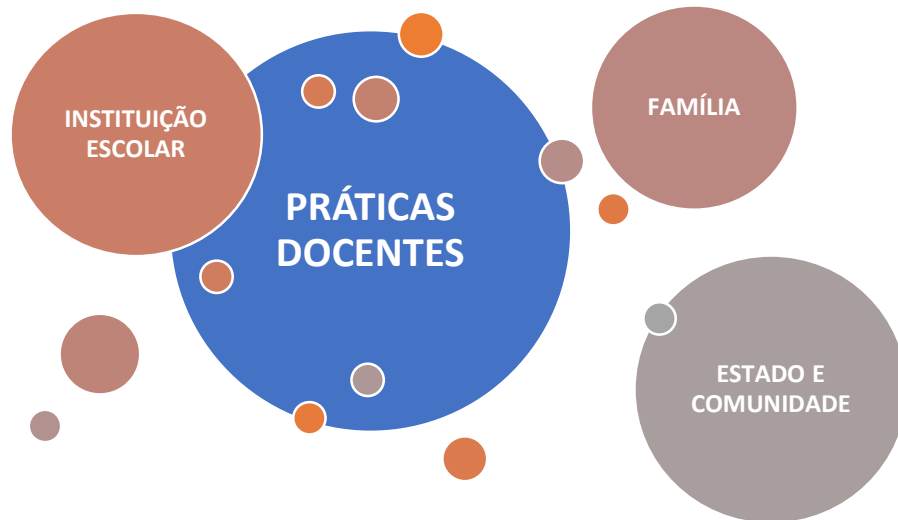 INSTITUIÇÃO
ESCOLAR
PRÁTICAS
DOCENTES
FAMÍLIA
ESTADO E
COMUNIDADE